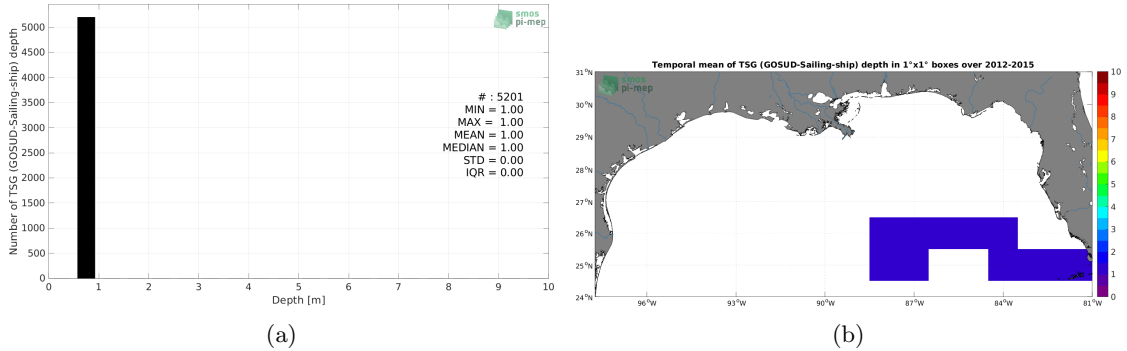 smos
pi-mep
Number of TSG (GOSUD-Sailing-ship) depth
5000
4500
4000
3500
3000
2500
2000
1500
1000
500
0
# : 5201
MIN = 1.00
MAX = 1.00
MEAN = 1.00
MEDIAN = 1.00
STD = 0.00
IQR = 0.00
0 1 2 3 4 5 6 7 8 9 10
Depth [m]
(a)
Temporal mean of TSG (GOSUD-Sailing-ship) depth in 1°x1° boxes over 2012-2015
smos
pi-mep
31°N
30°N
29°N
28°N
27°N
26°N
25°N
24°N
96°W 93°W 90°W 87°W 84°W 81°W
10
9
8
7
6
5
4
3
2
1
0
(b)